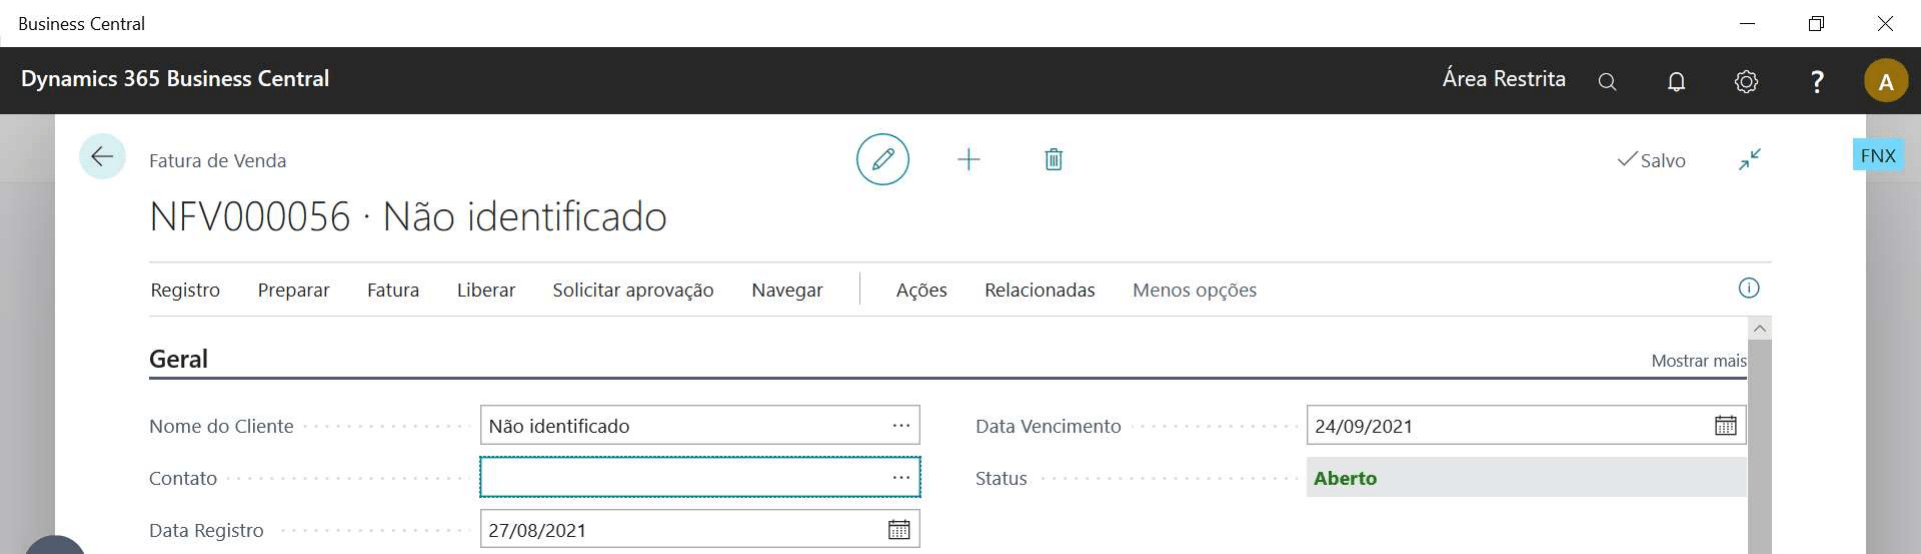 Business Central
Dynamics 365 Business Central
Área Restrita
?
A
Fatura de Venda
Salvo
FNX
NFV000056 · Não identificado
Registro Preparar Fatura Liberar Solicitar aprovação Navegar Ações Relacionadas Menos opções
Geral
Mostrar mais
Nome do Cliente Não identificado ···
Data Vencimento 24/09/2021
Contato ···
Status Aberto
Data Registro 27/08/2021